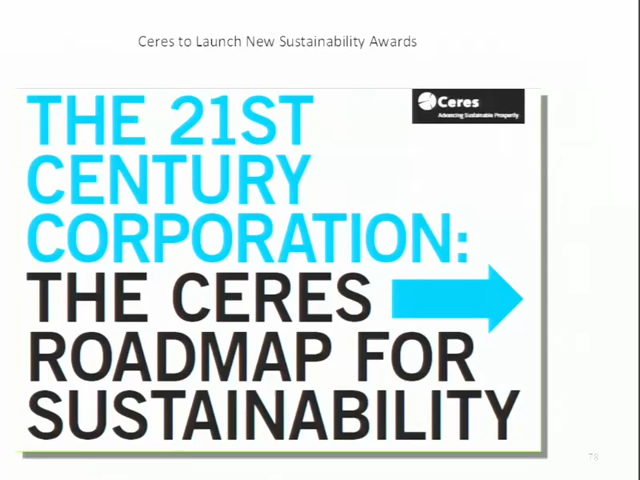 Ceres to Launch New Sustainability Awards
Ceres
Advancing Sustainable Prosperity
THE 21ST
CENTURY
CORPORATION:
THE CERES
ROADMAP FOR
SUSTAINABILITY
78